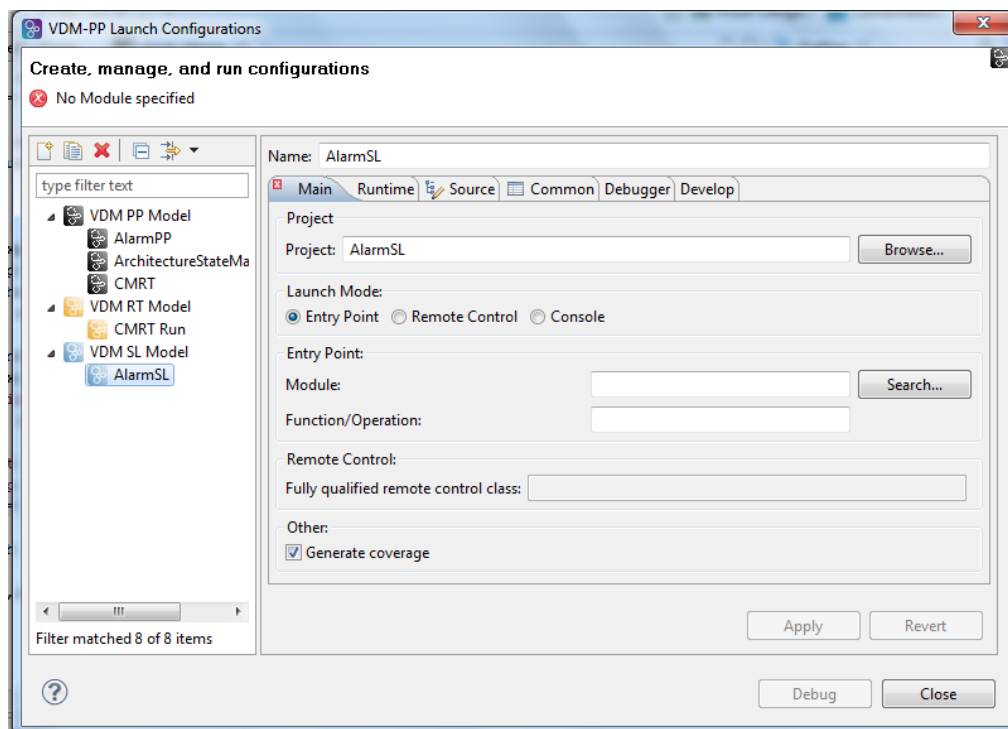 VDM-PP Launch Configurations
Create, manage, and run configurations
No Module specified
type filter text
VDM PP Model
AlarmPP
ArchitectureStateMa
CMRT
VDM RT Model
CMRT Run
VDM SL Model
AlarmSL
Filter matched 8 of 8 items
Name: AlarmSL
Main Runtime Source Common Debugger Develop
Project
Project: AlarmSL Browse...
Launch Mode:
Entry Point Remote Control Console
Entry Point:
Module: Search...
Function/Operation:
Remote Control:
Fully qualified remote control class:
Other:
Generate coverage
Apply Revert
Debug Close